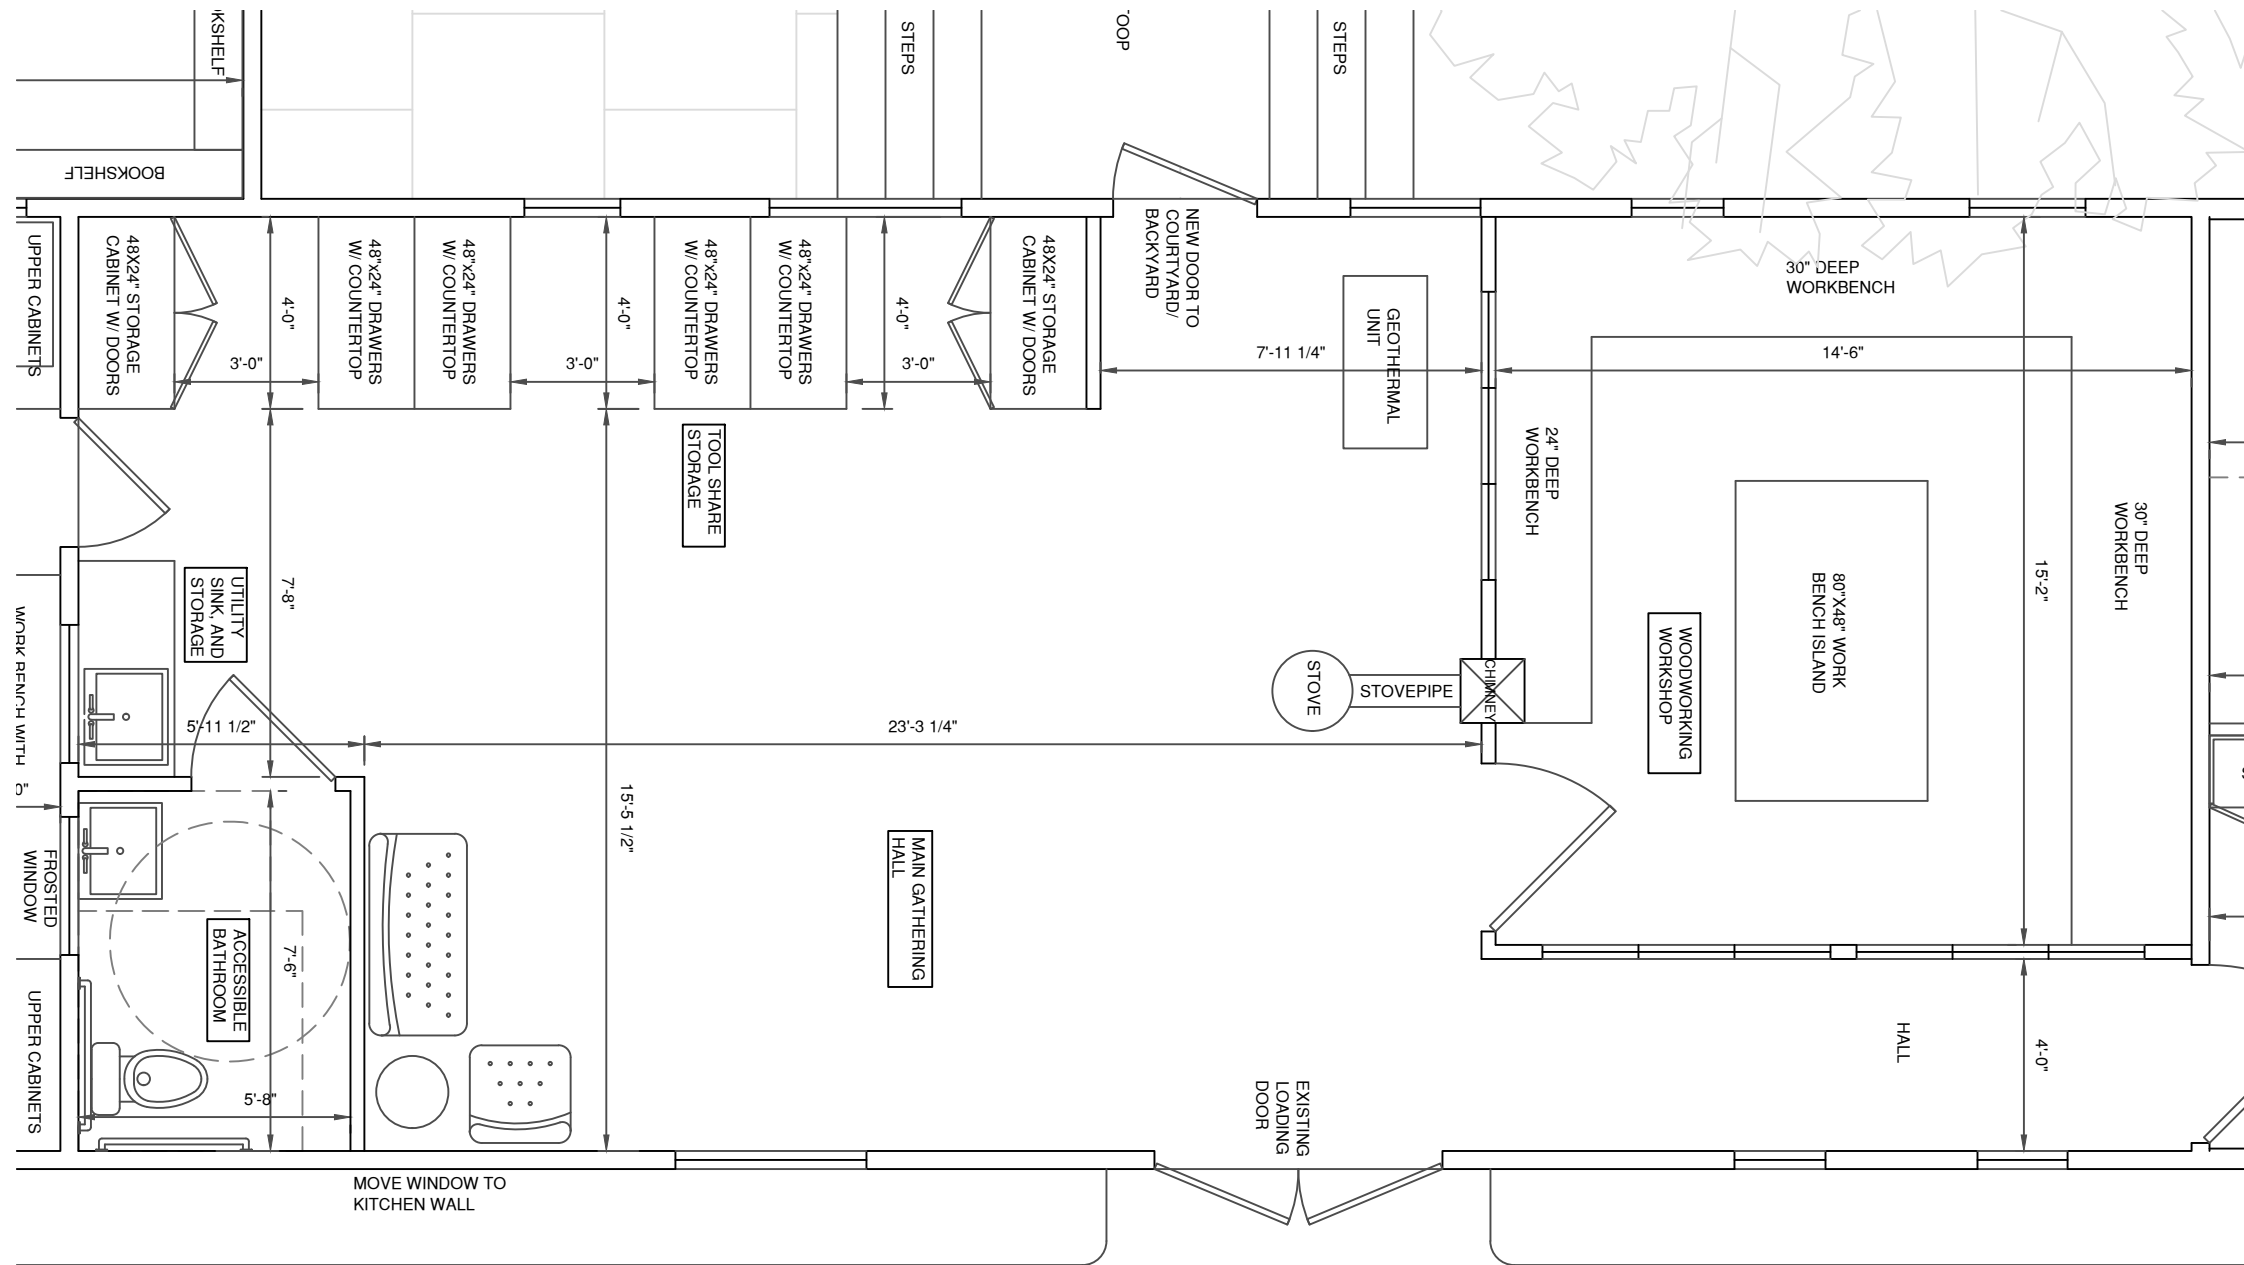 KSHELF
BOOKSHELF
STEPS
STEPS
UPPER CABINETS
48X24" STORAGE
CABINET W/ DOORS
4'-0"
3'-0"
48"x24" DRAWERS
W/ COUNTERTOP
48"x24" DRAWERS
W/ COUNTERTOP
4'-0"
3'-0"
48"x24" DRAWERS
W/ COUNTERTOP
48"x24" DRAWERS
W/ COUNTERTOP
4'-0"
3'-0"
48X24" STORAGE
CABINET W/ DOORS
NEW DOOR TO
COURTYARD/
BACKYARD
7'-11 1/4"
GEOTHERMAL
UNIT
30" DEEP
WORKBENCH
14'-6"
24" DEEP
WORKBENCH
30" DEEP
WORKBENCH
TOOL SHARE
STORAGE
UTILITY
SINK, AND
STORAGE
7'-8"
15'-2"
80"X48" WORK
BENCH ISLAND
WOODWORKING
WORKSHOP
STOVE
STOVEPIPE
CHIMNEY
WORK BENCH WITH
0"
5'-11 1/2"
23'-3 1/4"
15'-5 1/2"
MAIN GATHERING
HALL
FROSTED
WINDOW
ACCESSIBLE
BATHROOM
7'-6"
5'-8"
UPPER CABINETS
HALL
4'-0"
EXISTING
LOADING
DOOR
MOVE WINDOW TO
KITCHEN WALL